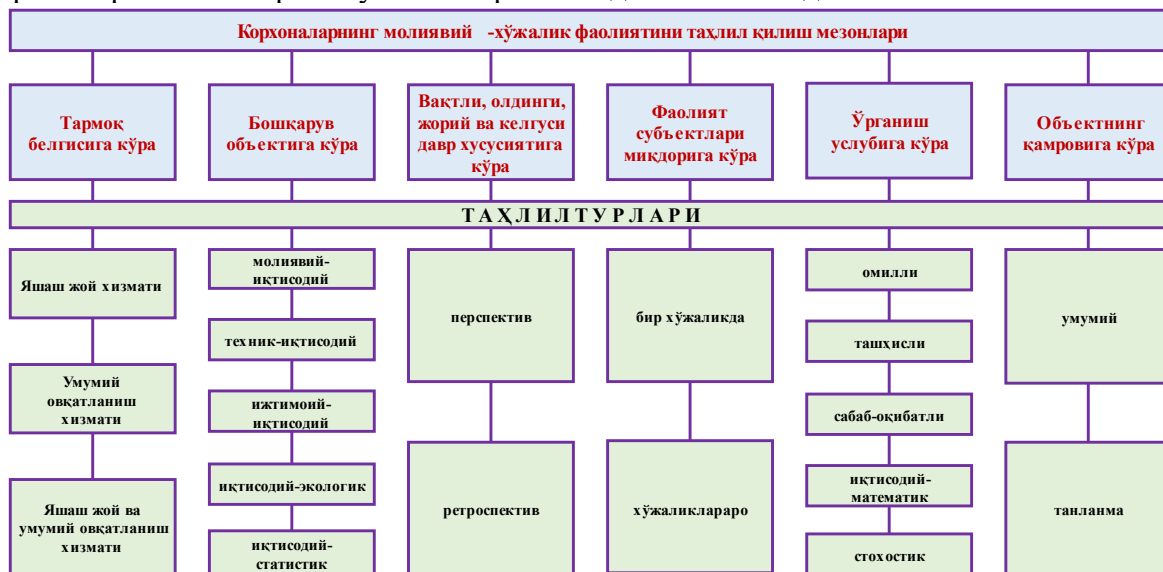 Корхоналарнинг молиявий -хўжалик фаолиятини таҳлил қилиш мезонлари
Тармоқ
белгисига кўра
Бошқарув
объектига кўра
Вақтли, олдинги,
жорий ва келгуси
давр хусусиятига
кўра
Фаолият
субъектлари
миқдорига кўра
Ўрганиш
услубига кўра
Объектнинг
қамровига кўра
ТАҲЛИЛ ТУРЛАРИ
Яшаш жой хизмати
Умумий
овқатланиш
хизмати
Яшаш жой ва
умумий овқатланиш
хизмати
молиявий-
иқтисодий
техник-иқтисодий
ижтимоий-
иқтисодий
иқтисодий-экологик
иқтисодий-
статистик
перспектив
ретроспектив
бир хўжаликда
хўжаликлараро
омилли
ташҳисли
сабаб-оқибатли
иқтисодий-
математик
стохостик
умумий
танланма